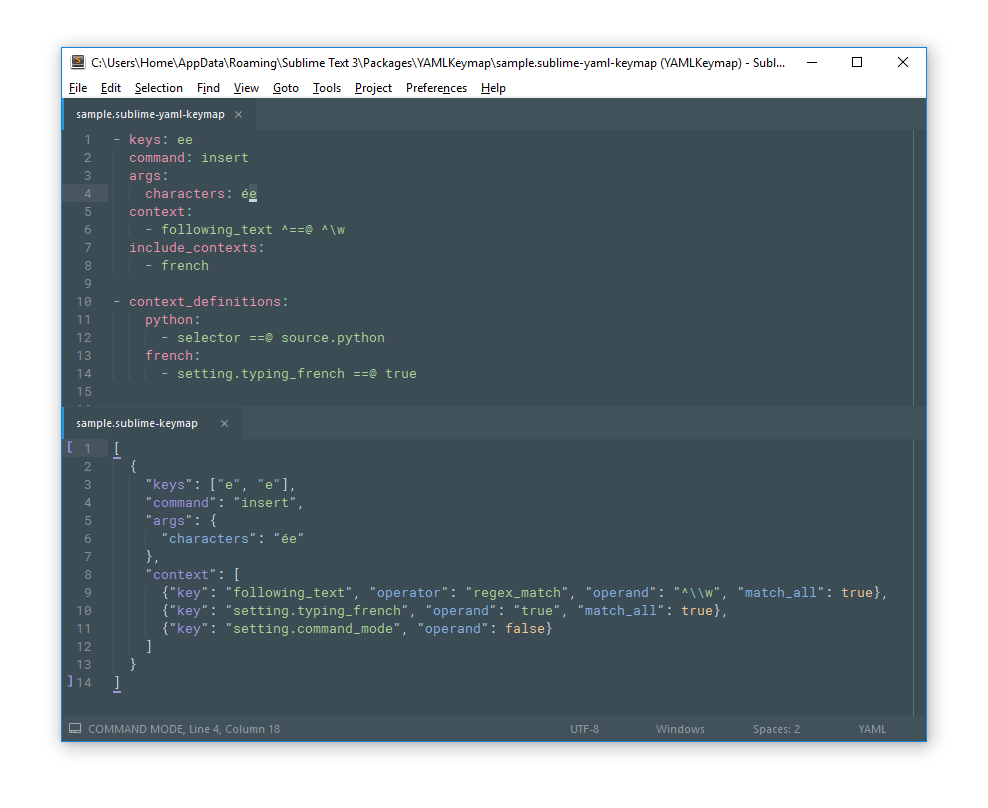 C:\Users\Home\AppData\Roaming\Sublime Text 3\Packages\YAMLKeymap\sample.sublime-yaml-keymap (YAMLKeymap) - Subl...
File Edit Selection Find View Goto Tools Project Preferences Help
sample.sublime-yaml-keymap ×
1 - keys: ee
2 command: insert
3 args:
4 characters: ée
5 context:
6 - following_text ^==@ ^\w
7 include_contexts:
8 - french
9
10 - context_definitions:
11 python:
12 - selector ==@ source.python
13 french:
14 - setting.typing_french ==@ true
15
sample.sublime-keymap ×
[ 1 [
2 {
3 "keys": ["e", "e"],
4 "command": "insert",
5 "args": {
6 "characters": "ée"
7 },
8 "context": [
9 {"key": "following_text", "operator": "regex_match", "operand": "^\\w", "match_all": true},
10 {"key": "setting.typing_french", "operand": "true", "match_all": true},
11 {"key": "setting.command_mode", "operand": false}
12 ]
13 }
] 14 ]
COMMAND MODE, Line 4, Column 18 UTF-8 Windows Spaces: 2 YAML